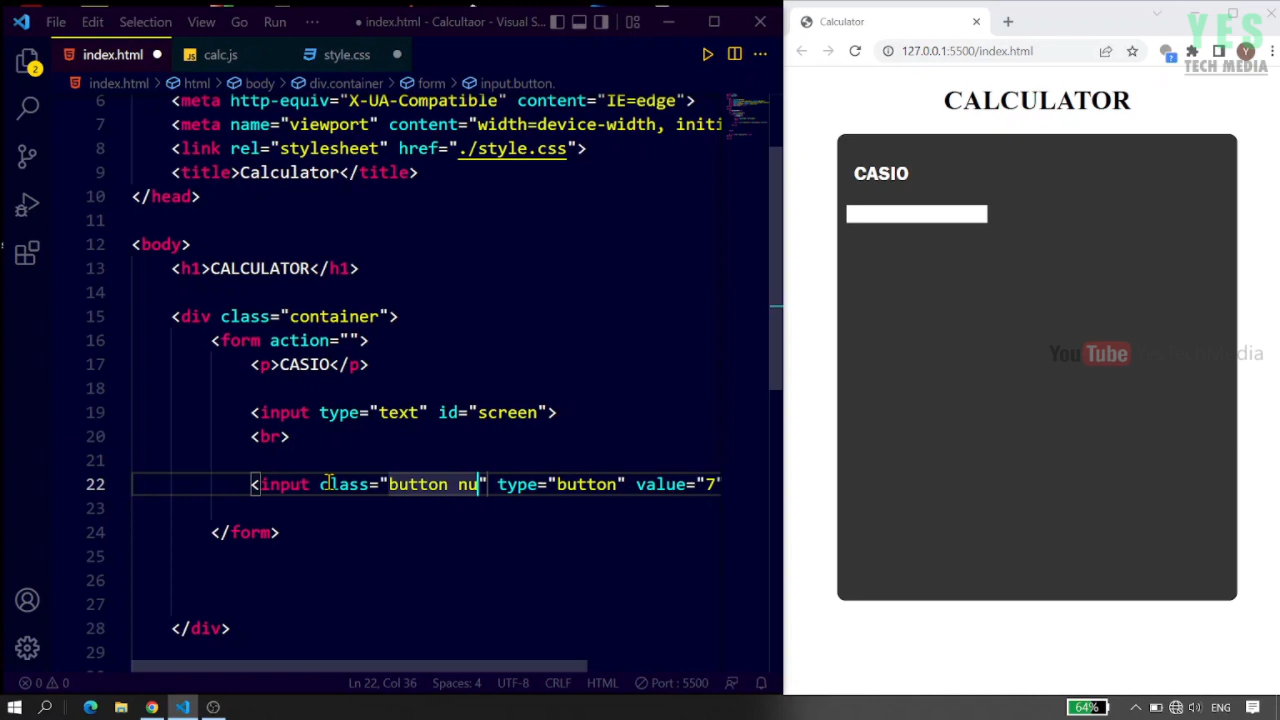 File Edit Selection View Go Run ··· ● index.html - Calcultaor - Visual S...
index.html ● calc.js style.css ●
index.html > html > body > div.container > form > input.button.
6 <meta http-equiv="X-UA-Compatible" content="IE=edge">
7 <meta name="viewport" content="width=device-width, initi
8 <link rel="stylesheet" href="./style.css">
9 <title>Calculator</title>
10 </head>
11
12 <body>
13 <h1>CALCULATOR</h1>
14
15 <div class="container">
16 <form action="">
17 <p>CASIO</p>
18
19 <input type="text" id="screen">
20 <br>
21
22 <input class="button nu" type="button" value="7"
23
24 </form>
25
26
27
28 </div>
29
2
0 0 Ln 22, Col 36 Spaces: 4 UTF-8 CRLF HTML Port : 5500
Calculator
127.0.0.1:5500/index.html
Y
YES
TECH MEDIA
CALCULATOR
CASIO
YouTube YesTechMedia
64% ENG